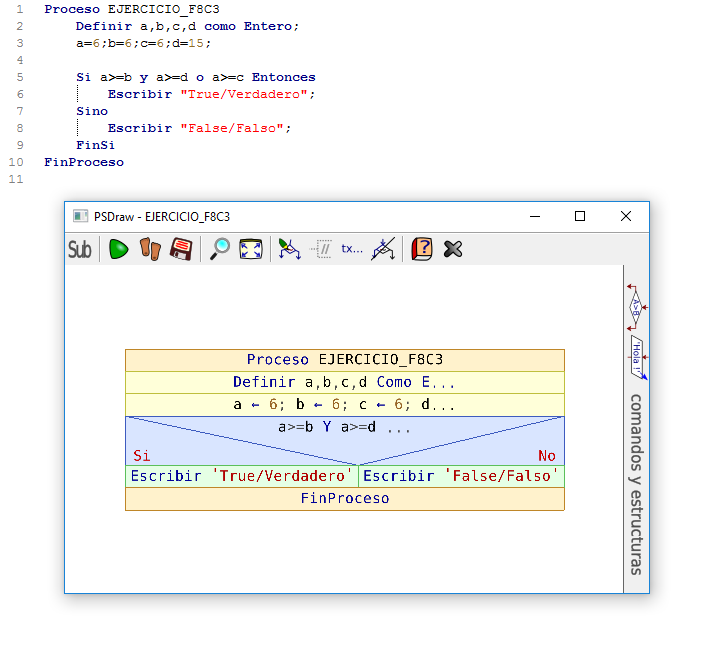 1 Proceso EJERCICIO_F8C3
2 Definir a,b,c,d como Entero;
3 a=6;b=6;c=6;d=15;
4
5 Si a>=b y a>=d o a>=c Entonces
6 Escribir "True/Verdadero";
7 Sino
8 Escribir "False/Falso";
9 FinSi
10 FinProceso
11
PSDraw - EJERCICIO_F8C3
Sub
tx...
Proceso EJERCICIO_F8C3
Definir a,b,c,d Como E...
a ← 6; b ← 6; c ← 6; d...
a>=b Y a>=d ...
Si No
Escribir 'True/Verdadero' Escribir 'False/Falso'
FinProceso
A>B
'Hola !'
comandos y estructuras